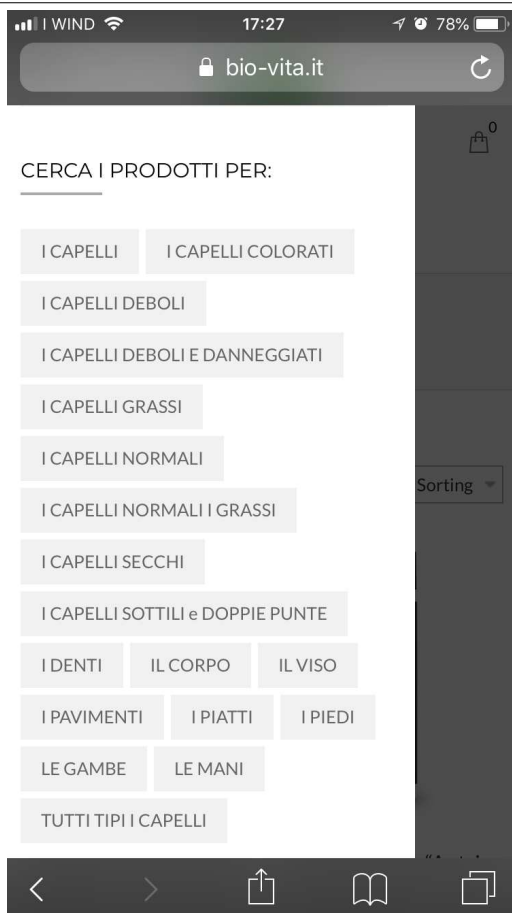 I WIND 17:27 78%
bio-vita.it
0
CERCA I PRODOTTI PER:
I CAPELLI I CAPELLI COLORATI
I CAPELLI DEBOLI
I CAPELLI DEBOLI E DANNEGGIATI
I CAPELLI GRASSI
I CAPELLI NORMALI
Sorting
I CAPELLI NORMALI I GRASSI
I CAPELLI SECCHI
I CAPELLI SOTTILI e DOPPIE PUNTE
I DENTI IL CORPO IL VISO
I PAVIMENTI I PIATTI I PIEDI
LE GAMBE LE MANI
TUTTI TIPI I CAPELLI